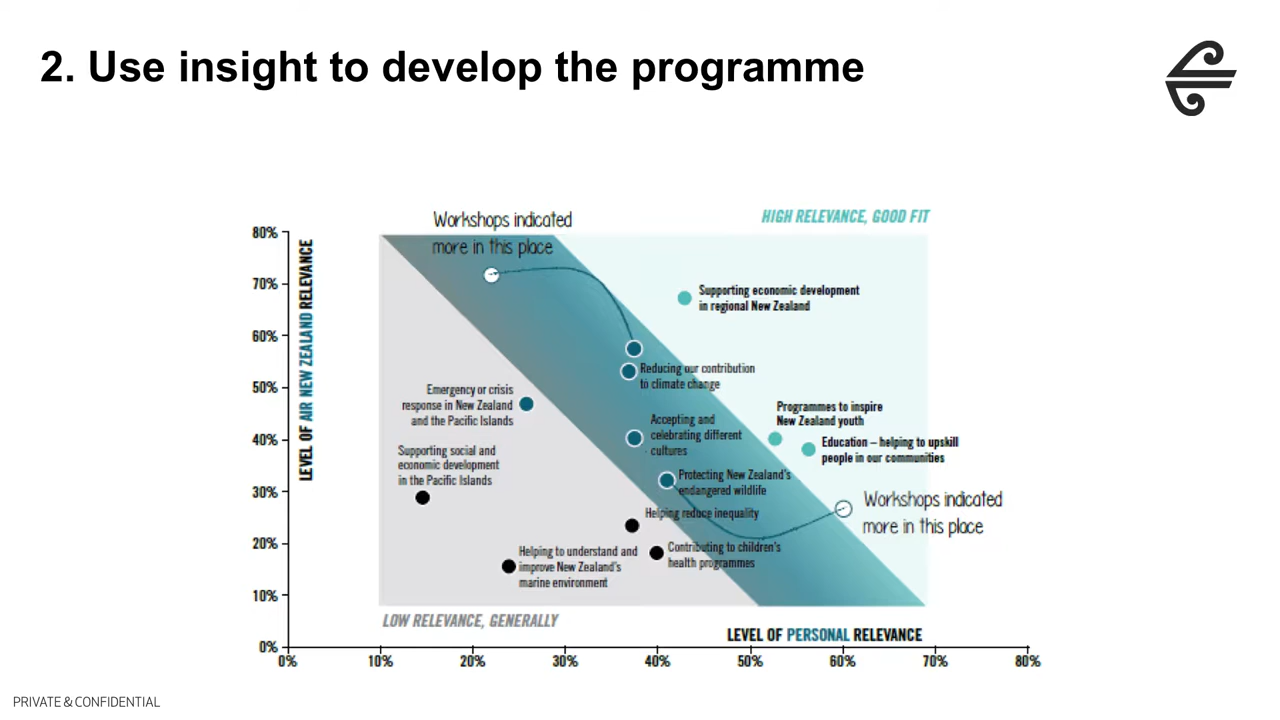 2. Use insight to develop the programme
Workshops indicated
more in this place
HIGH RELEVANCE, GOOD FIT
80%
70%
60%
50%
40%
30%
20%
10%
0%
LEVEL OF AIR NEW ZEALAND RELEVANCE
Supporting economic development
in regional New Zealand
Reducing our contribution
to climate change
Emergency or crisis
response in New Zealand
and the Pacific Islands
Accepting and
celebrating different
cultures
Programmes to inspire
New Zealand youth
Education – helping to upskill
people in our communities
Supporting social and
economic development
in the Pacific Islands
Protecting New Zealand's
endangered wildlife
Workshops indicated
more in this place
Helping reduce inequality
Contributing to children's
health programmes
Helping to understand and
improve New Zealand's
marine environment
LOW RELEVANCE, GENERALLY
LEVEL OF PERSONAL RELEVANCE
0% 10% 20% 30% 40% 50% 60% 70% 80%
PRIVATE & CONFIDENTIAL